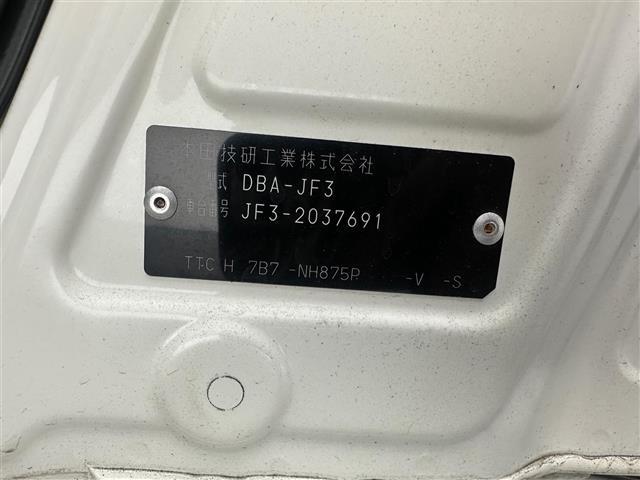 本田技研工業株式会社
型式 DBA-JF3
車台番号 JF3-2037691
TTC H 7B7 -NH875P -V -S